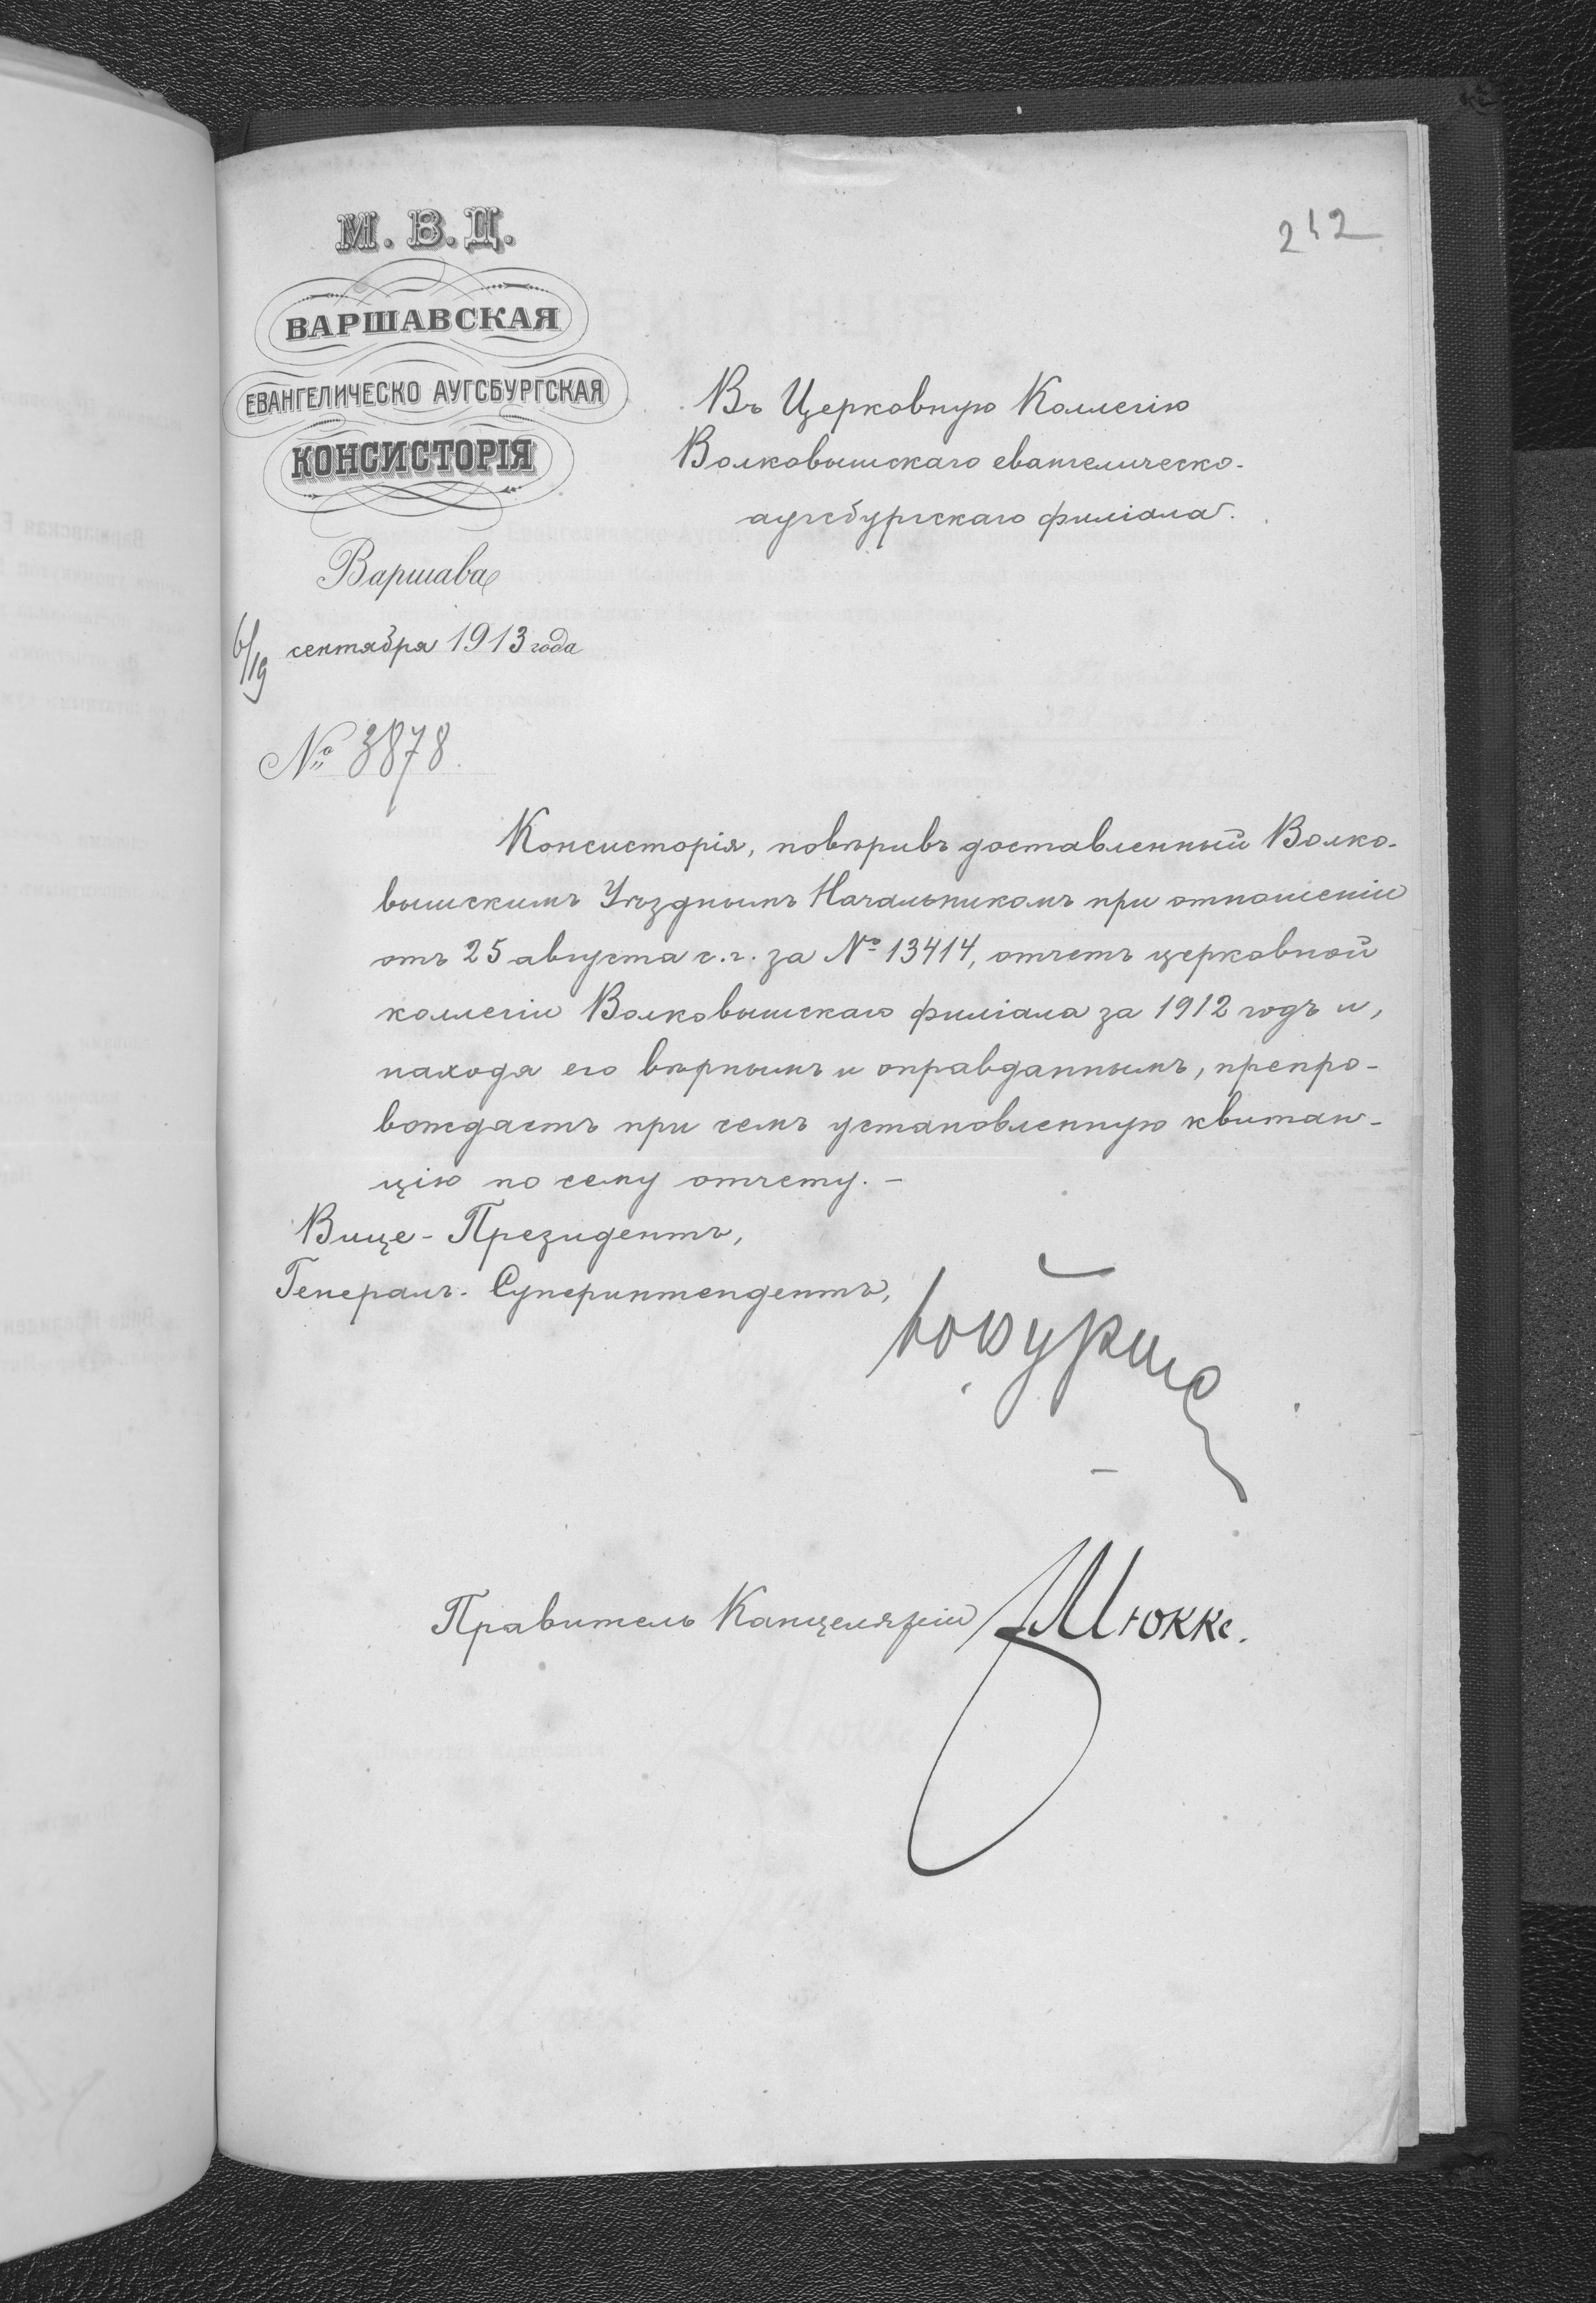 212
М. В. Д.
ВАРШАВСКАЯ
ЕВАНГЕЛИЧЕСКО АУГСБУРГСКАЯ
КОНСИСТОРІЯ
Варшава
6/19 сентября 1913 года
№ 3878.
Въ Церковную Коллегію
Волковышскаго евангелическо-
аугсбургскаго филіала.
Консисторія, повѣривъ доставленный Волко-
вышскимъ Уѣзднымъ Начальникомъ при отношеніи
отъ 25 августа с. г. за № 13414, отчетъ церковной
коллегіи Волковышскаго филіала за 1912 годъ и,
находя его вѣрнымъ и оправданнымъ, препро-
вождаетъ при семъ установленную квитан-
цію по сему отчету. –
Вице-Президентъ,
Генералъ-Суперинтендентъ,
Правитель Канцеляріи Мюкке.